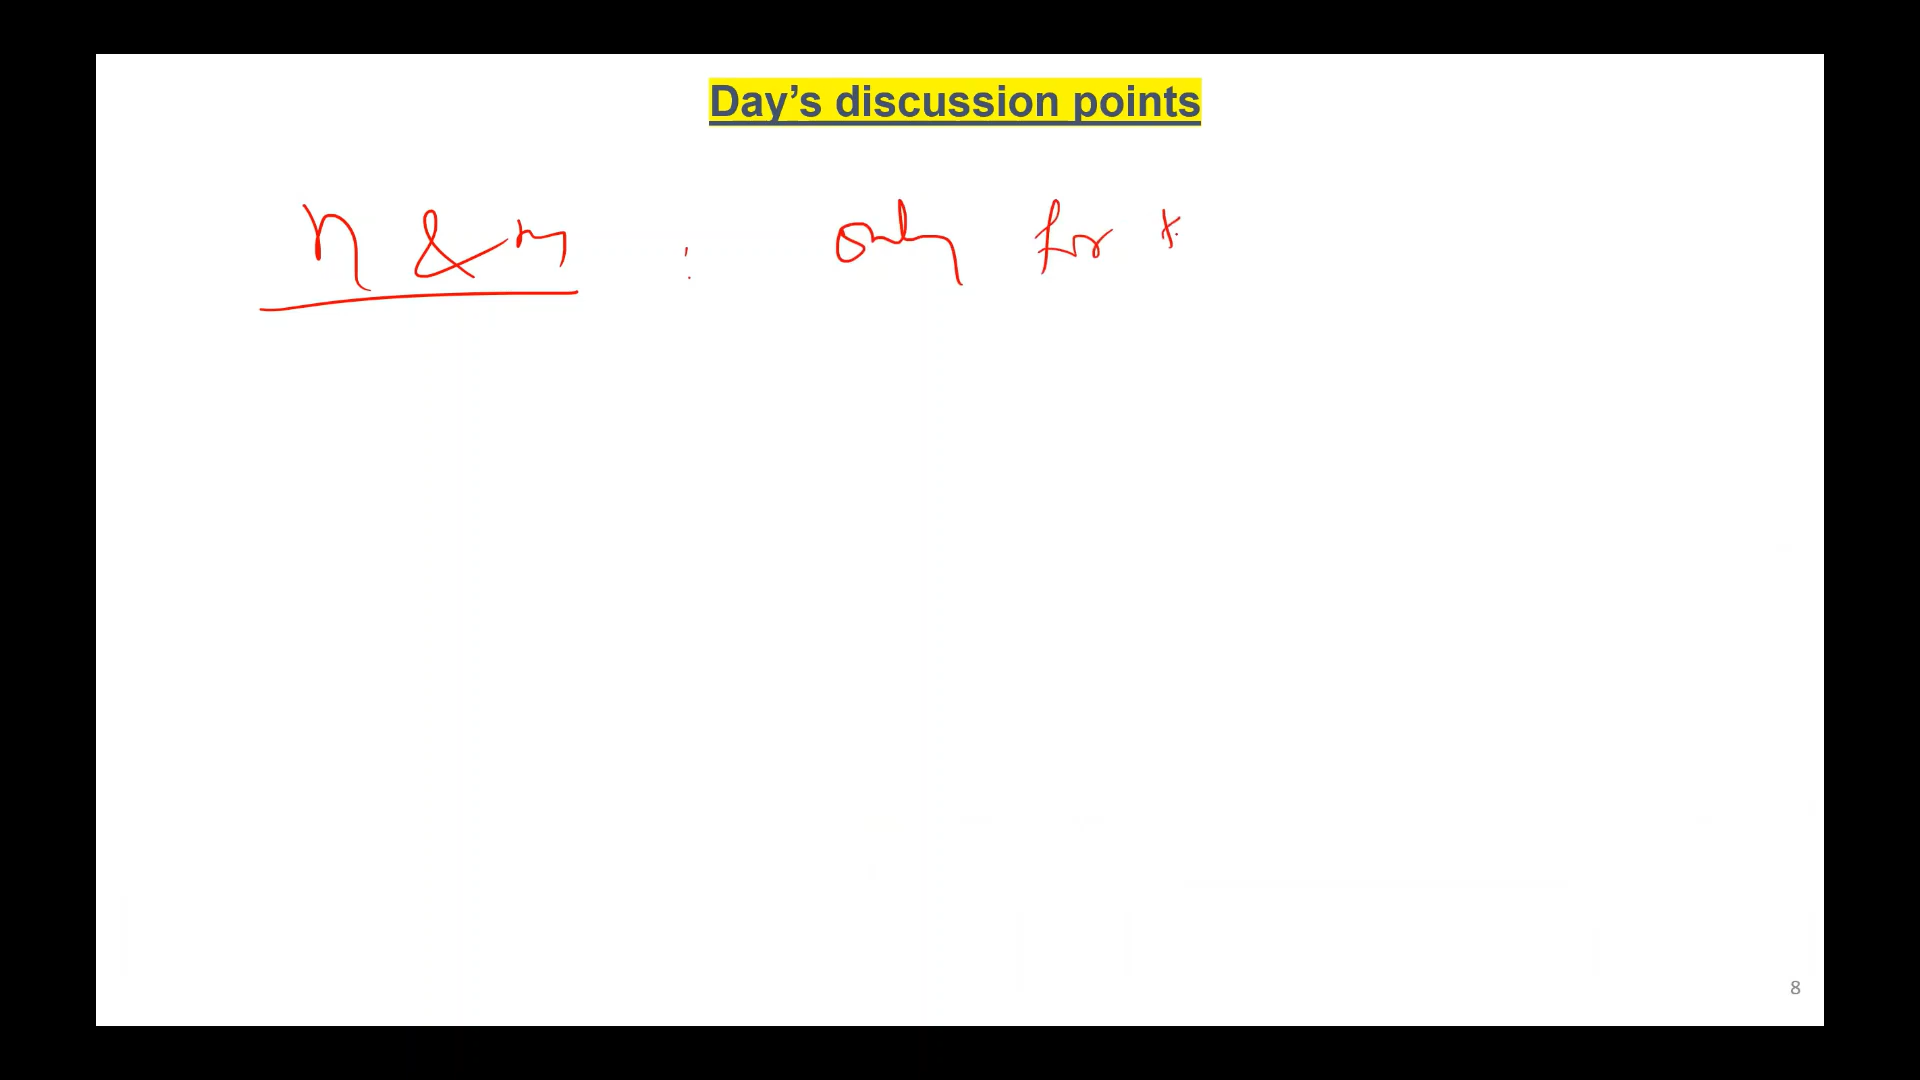 Day’s discussion points
η & m : only for
8